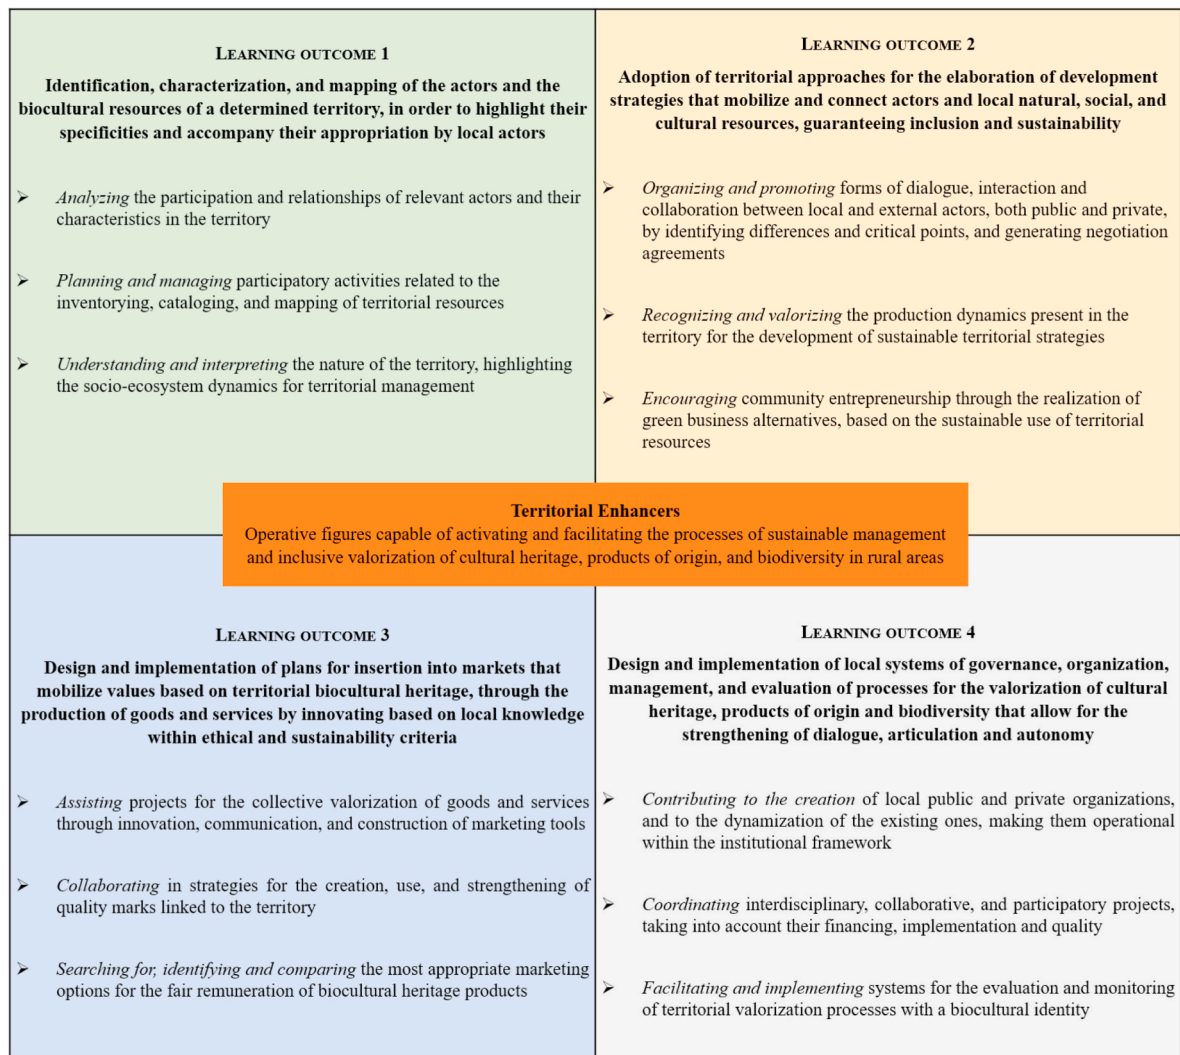 LEARNING OUTCOME 1
Identification, characterization, and mapping of the actors and the
biocultural resources of a determined territory, in order to highlight their
specificities and accompany their appropriation by local actors
➢ Analyzing the participation and relationships of relevant actors and their
characteristics in the territory
➢ Planning and managing participatory activities related to the
inventorying, cataloging, and mapping of territorial resources
➢ Understanding and interpreting the nature of the territory, highlighting
the socio-ecosystem dynamics for territorial management
LEARNING OUTCOME 2
Adoption of territorial approaches for the elaboration of development
strategies that mobilize and connect actors and local natural, social, and
cultural resources, guaranteeing inclusion and sustainability
➢ Organizing and promoting forms of dialogue, interaction and
collaboration between local and external actors, both public and private,
by identifying differences and critical points, and generating negotiation
agreements
➢ Recognizing and valorizing the production dynamics present in the
territory for the development of sustainable territorial strategies
➢ Encouraging community entrepreneurship through the realization of
green business alternatives, based on the sustainable use of territorial
resources
Territorial Enhancers
Operative figures capable of activating and facilitating the processes of sustainable management
and inclusive valorization of cultural heritage, products of origin, and biodiversity in rural areas
LEARNING OUTCOME 3
Design and implementation of plans for insertion into markets that
mobilize values based on territorial biocultural heritage, through the
production of goods and services by innovating based on local knowledge
within ethical and sustainability criteria
➢ Assisting projects for the collective valorization of goods and services
through innovation, communication, and construction of marketing tools
➢ Collaborating in strategies for the creation, use, and strengthening of
quality marks linked to the territory
➢ Searching for, identifying and comparing the most appropriate marketing
options for the fair remuneration of biocultural heritage products
LEARNING OUTCOME 4
Design and implementation of local systems of governance, organization,
management, and evaluation of processes for the valorization of cultural
heritage, products of origin and biodiversity that allow for the
strengthening of dialogue, articulation and autonomy
➢ Contributing to the creation of local public and private organizations,
and to the dynamization of the existing ones, making them operational
within the institutional framework
➢ Coordinating interdisciplinary, collaborative, and participatory projects,
taking into account their financing, implementation and quality
➢ Facilitating and implementing systems for the evaluation and monitoring
of territorial valorization processes with a biocultural identity